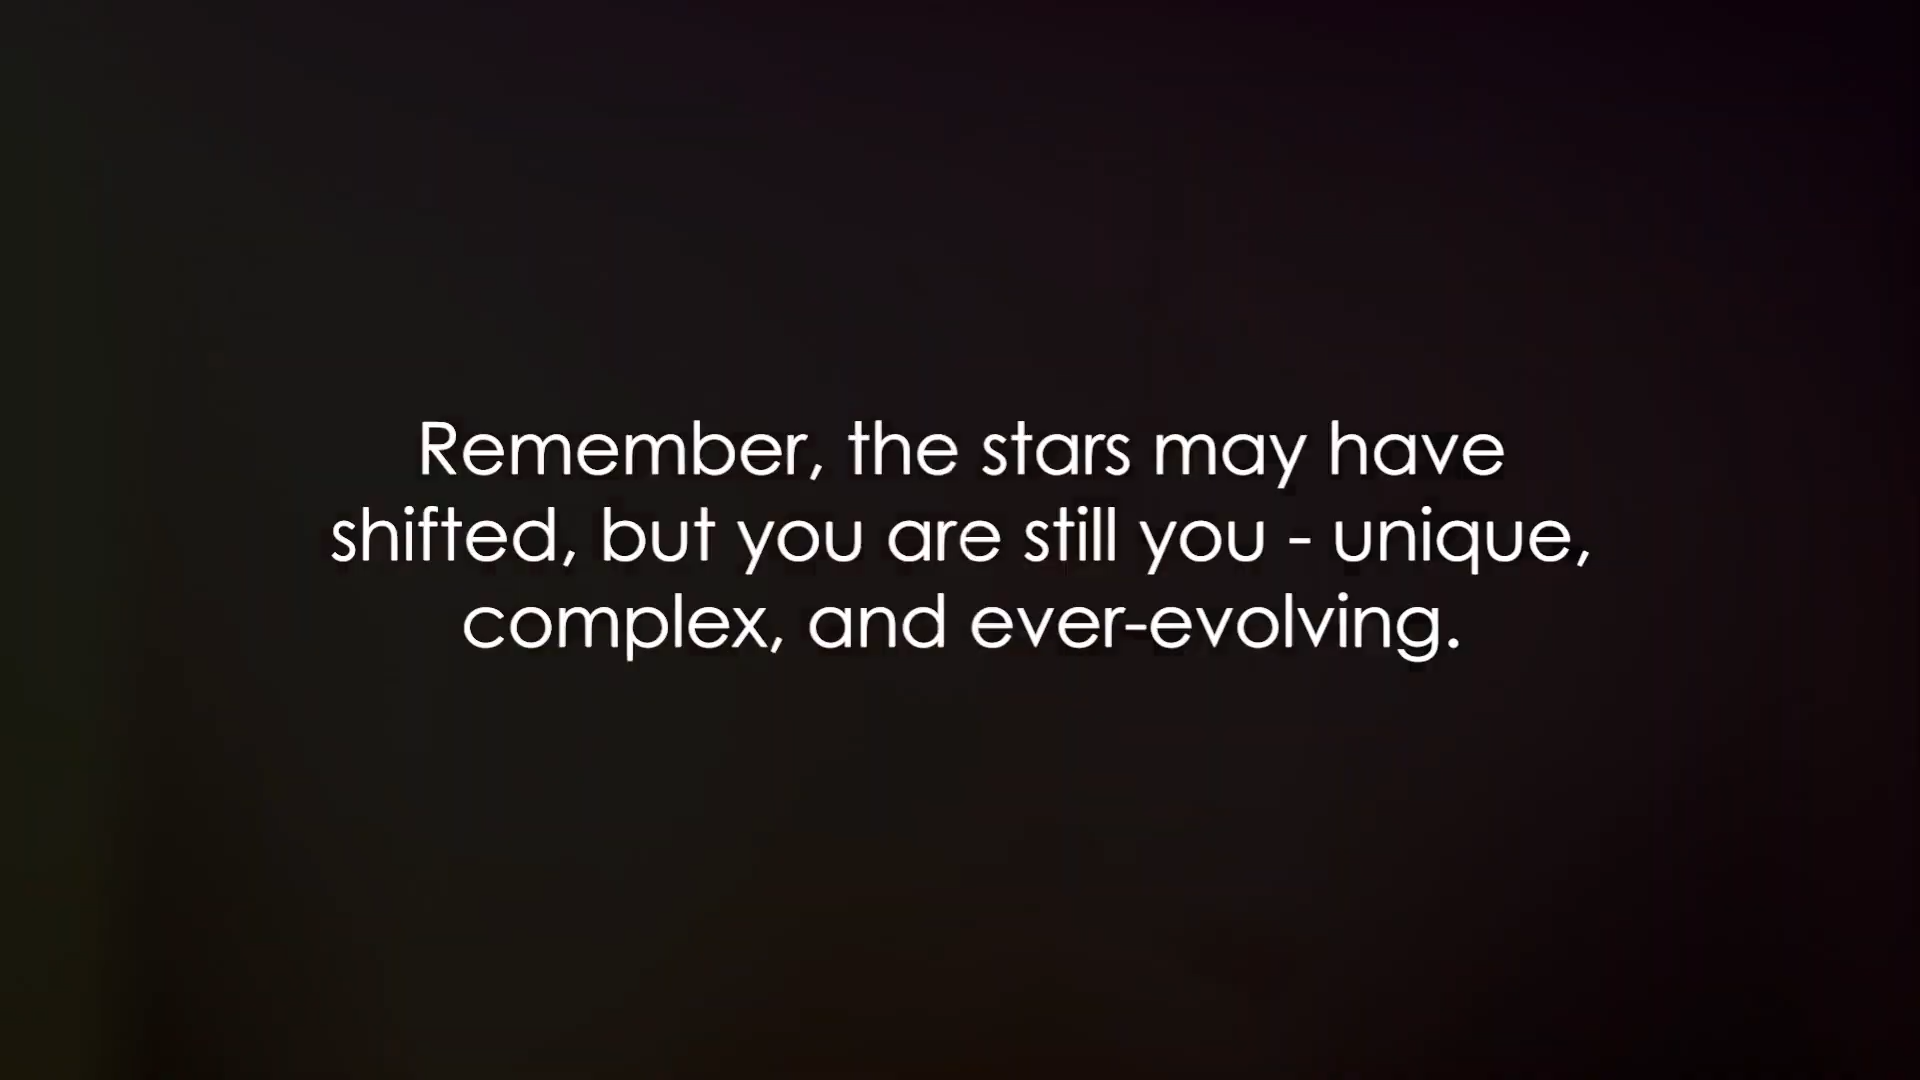 Remember, the stars may have
shifted, but you are still you - unique,
complex, and ever-evolving.